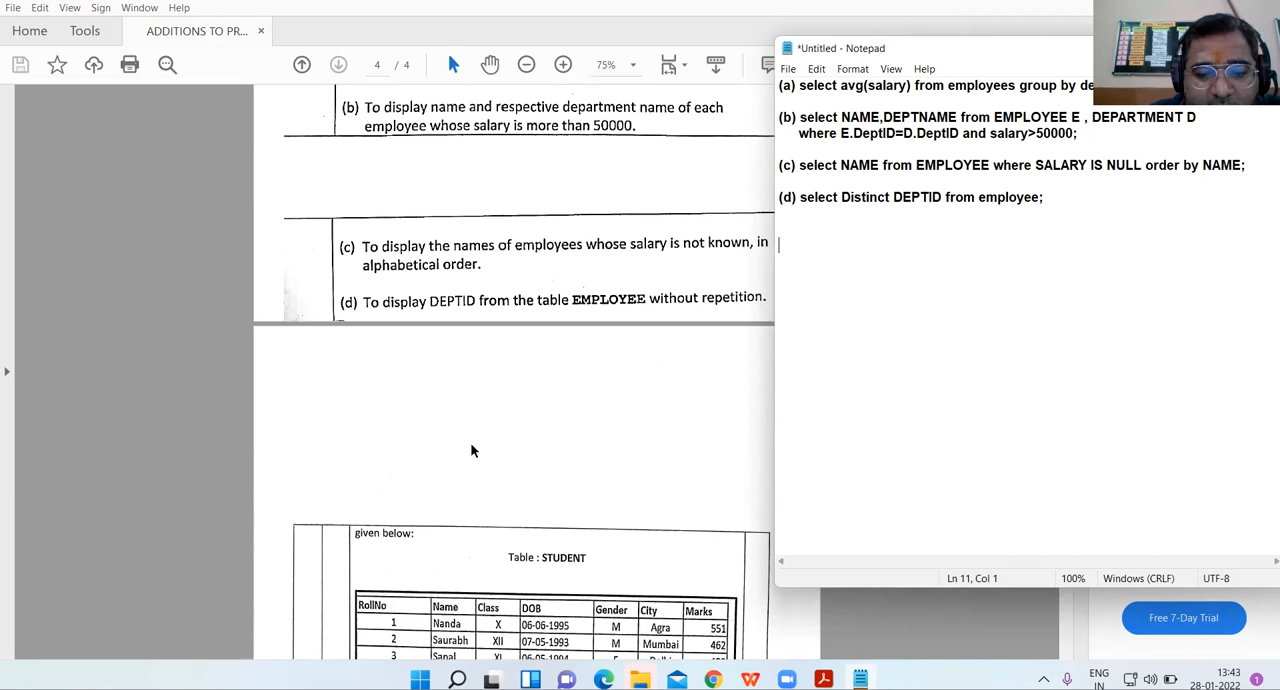 File Edit View Sign Window Help
Home Tools ADDITIONS TO PR... ×
4 / 4 75%
(b) To display name and respective department name of each
employee whose salary is more than 50000.
(c) To display the names of employees whose salary is not known, in
alphabetical order.
(d) To display DEPTID from the table EMPLOYEE without repetition.
given below:
Table : STUDENT
RollNo Name Class DOB Gender City Marks
1 Nanda X 06-06-1995 M Agra 551
2 Saurabh XII 07-05-1993 M Mumbai 462
3 Sanal XI 06-05-1994
*Untitled - Notepad
File Edit Format View Help
(a) select avg(salary) from employees group by de
(b) select NAME,DEPTNAME from EMPLOYEE E , DEPARTMENT D
where E.DeptID=D.DeptID and salary>50000;
(c) select NAME from EMPLOYEE where SALARY IS NULL order by NAME;
(d) select Distinct DEPTID from employee;
Ln 11, Col 1 100% Windows (CRLF) UTF-8
Free 7-Day Trial
ENG
IN
13:43
28-01-2022
1